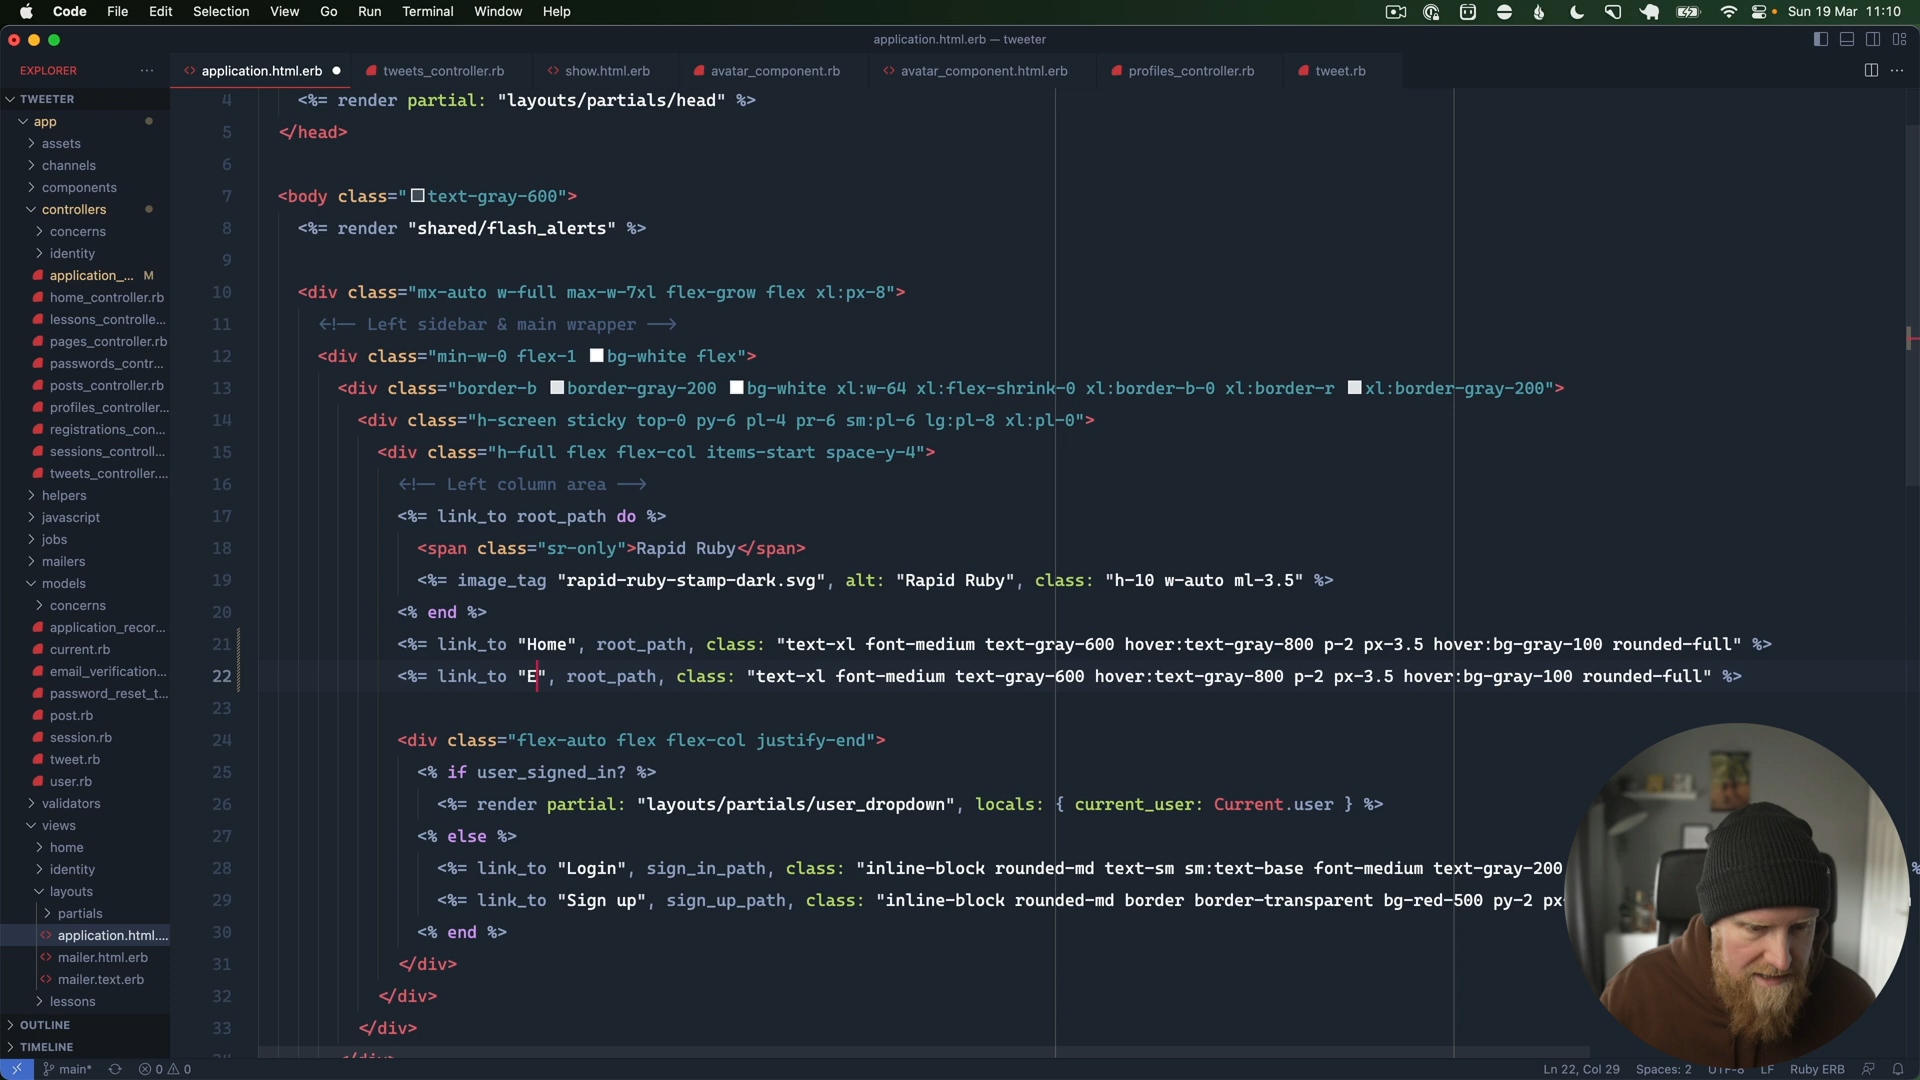 Code File Edit Selection View Go Run Terminal Window Help Sun 19 Mar 11:10
application.html.erb — tweeter
EXPLORER ···
application.html.erb tweets_controller.rb show.html.erb avatar_component.rb avatar_component.html.erb profiles_controller.rb tweet.rb
TWEETER
app
assets
channels
components
controllers
concerns
identity
application_... M
home_controller.rb
lessons_controlle...
pages_controller.rb
passwords_contr...
posts_controller.rb
profiles_controller...
registrations_con...
sessions_controll...
tweets_controller....
helpers
javascript
jobs
mailers
models
concerns
application_recor...
current.rb
email_verification...
password_reset_t...
post.rb
session.rb
tweet.rb
user.rb
validators
views
home
identity
layouts
partials
application.html....
mailer.html.erb
mailer.text.erb
lessons
OUTLINE
TIMELINE
4 <%= render partial: "layouts/partials/head" %>
5 </head>
6
7 <body class="text-gray-600">
8 <%= render "shared/flash_alerts" %>
9
10 <div class="mx-auto w-full max-w-7xl flex-grow flex xl:px-8">
11 <!-- Left sidebar & main wrapper -->
12 <div class="min-w-0 flex-1 bg-white flex">
13 <div class="border-b border-gray-200 bg-white xl:w-64 xl:flex-shrink-0 xl:border-b-0 xl:border-r xl:border-gray-200">
14 <div class="h-screen sticky top-0 py-6 pl-4 pr-6 sm:pl-6 lg:pl-8 xl:pl-0">
15 <div class="h-full flex flex-col items-start space-y-4">
16 <!-- Left column area -->
17 <%= link_to root_path do %>
18 <span class="sr-only">Rapid Ruby</span>
19 <%= image_tag "rapid-ruby-stamp-dark.svg", alt: "Rapid Ruby", class: "h-10 w-auto ml-3.5" %>
20 <% end %>
21 <%= link_to "Home", root_path, class: "text-xl font-medium text-gray-600 hover:text-gray-800 p-2 px-3.5 hover:bg-gray-100 rounded-full" %>
22 <%= link_to "E", root_path, class: "text-xl font-medium text-gray-600 hover:text-gray-800 p-2 px-3.5 hover:bg-gray-100 rounded-full" %>
23
24 <div class="flex-auto flex flex-col justify-end">
25 <% if user_signed_in? %>
26 <%= render partial: "layouts/partials/user_dropdown", locals: { current_user: Current.user } %>
27 <% else %>
28 <%= link_to "Login", sign_in_path, class: "inline-block rounded-md text-sm sm:text-base font-medium text-gray-200
29 <%= link_to "Sign up", sign_up_path, class: "inline-block rounded-md border border-transparent bg-red-500 py-2 px-
30 <% end %>
31 </div>
32 </div>
33 </div>
main* 0 0 Ln 22, Col 29 Spaces: 2 UTF-8 LF Ruby ERB